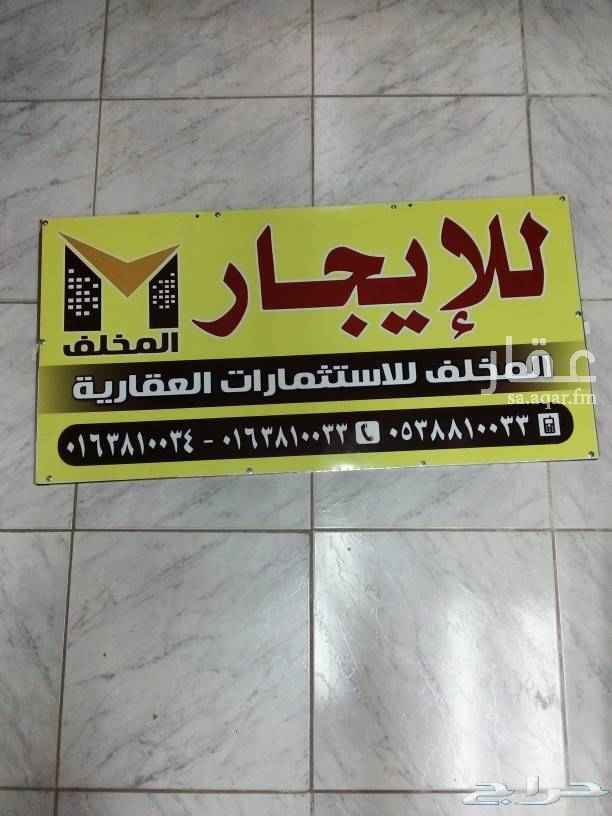 للإيجار
المخلف
المخلف للاستثمارات العقارية
٠٥٣٨٨١٠٠٣٣ ٠١٦٣٨١٠٠٣٣ - ٠١٦٣٨١٠٠٣٤
عقار
sa.aqar.fm
حراج